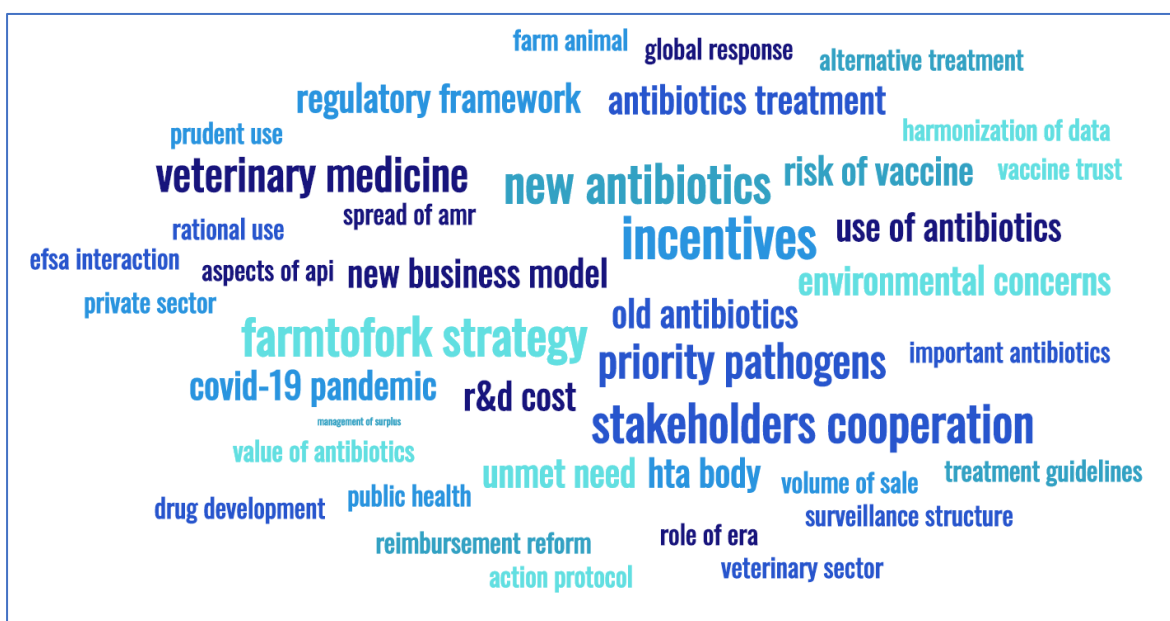 farm animal
global response
alternative treatment
regulatory framework
antibiotics treatment
prudent use
harmonization of data
veterinary medicine
new antibiotics
risk of vaccine
vaccine trust
spread of amr
rational use
incentives
use of antibiotics
efsa interaction
aspects of api
new business model
environmental concerns
private sector
old antibiotics
farmtofork strategy
priority pathogens
important antibiotics
covid-19 pandemic
r&d cost
management of surplus
stakeholders cooperation
value of antibiotics
unmet need
hta body
volume of sale
treatment guidelines
drug development
public health
surveillance structure
reimbursement reform
role of era
action protocol
veterinary sector